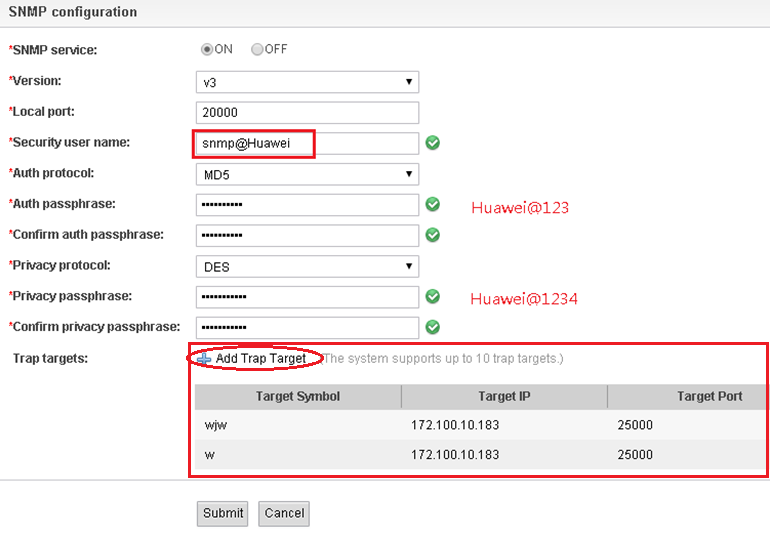 SNMP configuration
*SNMP service: ON OFF
*Version: v3
*Local port: 20000
*Security user name: snmp@Huawei
*Auth protocol: MD5
*Auth passphrase: •••••••••• Huawei@123
*Confirm auth passphrase: ••••••••••
*Privacy protocol: DES
*Privacy passphrase: ••••••••••• Huawei@1234
*Confirm privacy passphrase: •••••••••••
Trap targets: Add Trap Target (The system supports up to 10 trap targets.)
Target Symbol Target IP Target Port
wjw 172.100.10.183 25000
w 172.100.10.183 25000
Submit Cancel